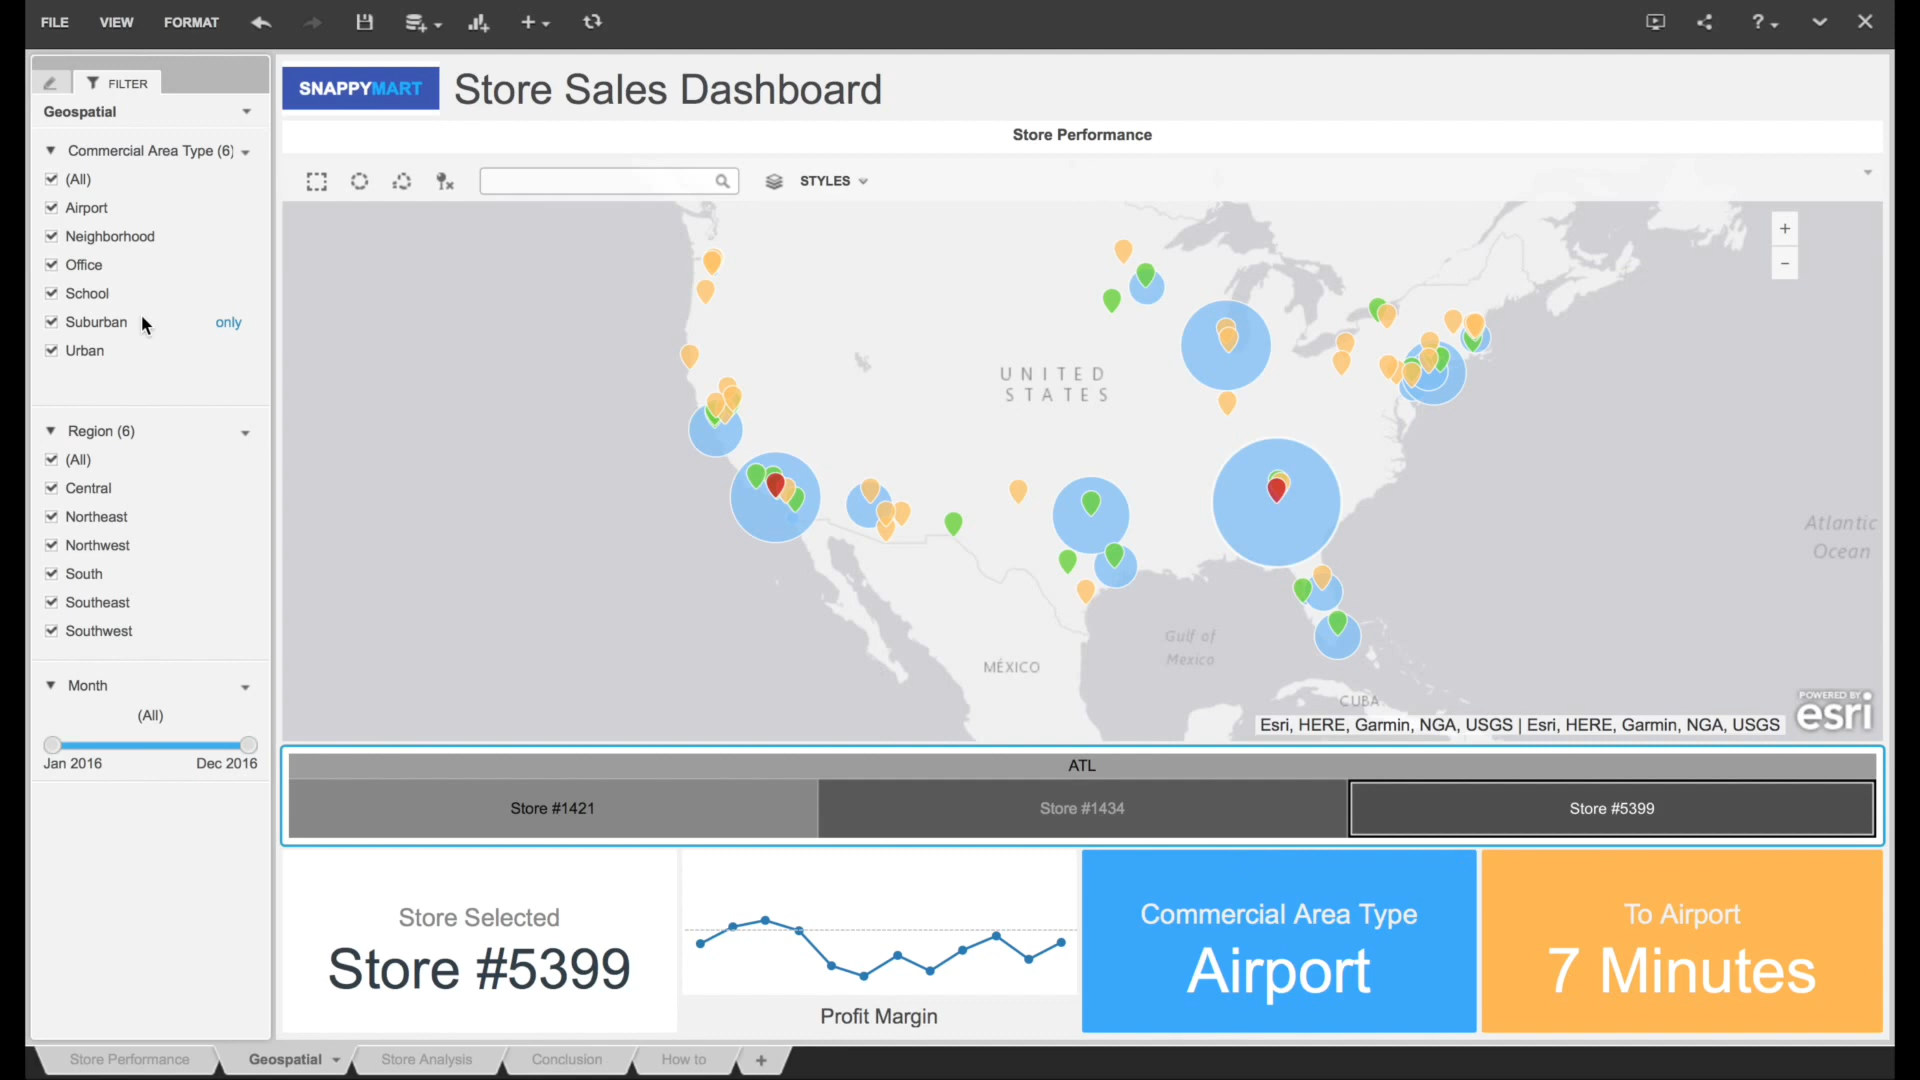 FILE VIEW FORMAT ?
FILTER
Geospatial
Commercial Area Type (6)
(All)
Airport
Neighborhood
Office
School
Suburban only
Urban
Region (6)
(All)
Central
Northeast
Northwest
South
Southeast
Southwest
Month
(All)
Jan 2016 Dec 2016
SNAPPYMART Store Sales Dashboard
Store Performance
STYLES
+
−
UNITED
STATES
Atlantic
Ocean
Gulf of
Mexico
MÉXICO
CUBA
POWERED BY
esri
Esri, HERE, Garmin, NGA, USGS | Esri, HERE, Garmin, NGA, USGS
ATL
Store #1421 Store #1434 Store #5399
Store Selected
Store #5399
Profit Margin
Commercial Area Type
Airport
To Airport
7 Minutes
Store Performance Geospatial Store Analysis Conclusion How to +